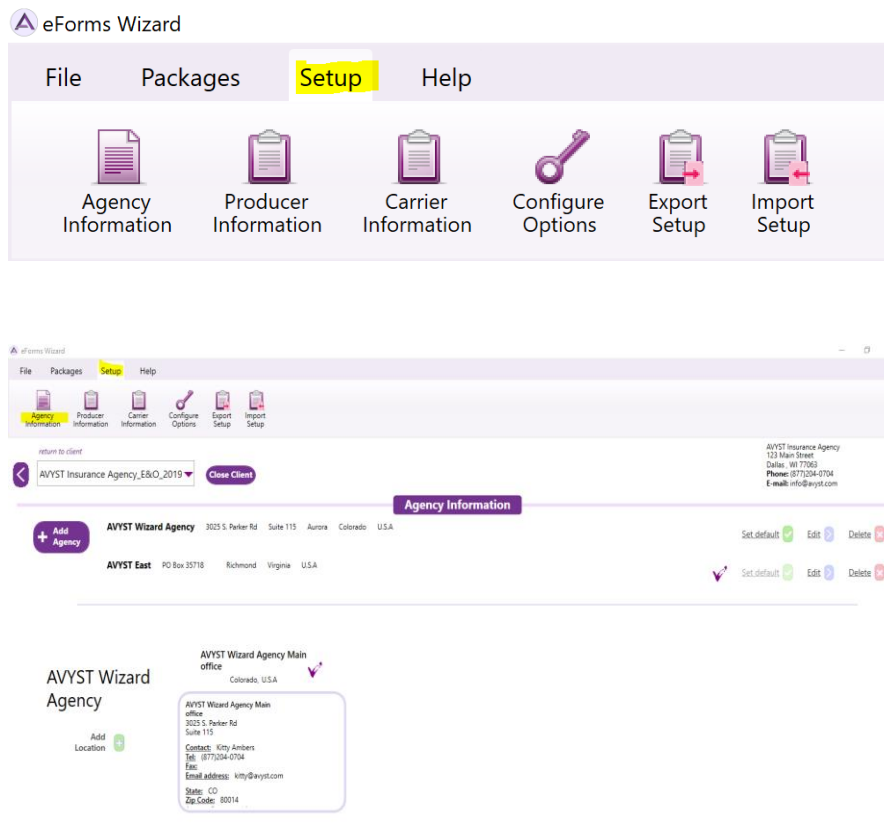 eForms Wizard
File Packages Setup Help
Agency Information
Producer Information
Carrier Information
Configure Options
Export Setup
Import Setup
eForms Wizard
File Packages Setup Help
Agency Information
Producer Information
Carrier Information
Configure Options
Export Setup
Import Setup
return to client
AVYST Insurance Agency_E&O_2019
Close Client
AVYST Insurance Agency
123 Main Street
Dallas , WI 77063
Phone: (877)204-0704
E-mail: info@avyst.com
Agency Information
Add Agency
AVYST Wizard Agency 3025 S. Parker Rd Suite 115 Aurora Colorado U.S.A
Set default Edit Delete
AVYST East PO Box 35718 Richmond Virginia U.S.A
Set default Edit Delete
AVYST Wizard
Agency
Add
Location
AVYST Wizard Agency Main
office
Colorado, U.S.A
AVYST Wizard Agency Main
office
3025 S. Parker Rd
Suite 115
Contact: Kitty Ambers
Tel: (877)204-0704
Fax:
Email address: kitty@avyst.com
State: CO
Zip Code: 80014